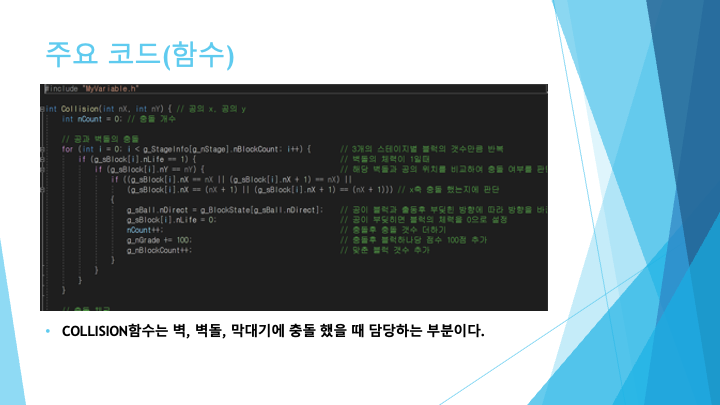 주요 코드(함수)
#include "MyVariable.h"
int Collision(int nX, int nY) { // 공의 x, 공의 y
int nCount = 0; // 충돌 개수
// 공과 벽돌의 충돌
for (int i = 0; i < g_StageInfo[g_nStage].nBlockCount; i++) { // 3개의 스테이지별 블럭의 갯수만큼 반복
if (g_sBlock[i].nLife == 1) { // 벽돌의 체력이 1일때
if (g_sBlock[i].nY == nY) { // 해당 벽돌과 공의 위치를 비교하여 충돌 여부를 판
if ((g_sBlock[i].nX == nX || (g_sBlock[i].nX + 1) == nX) ||
(g_sBlock[i].nX == (nX + 1) || (g_sBlock[i].nX + 1) == (nX + 1))) // x축 충돌 했는지에 판단
{
g_sBall.nDirect = g_BlockState[g_sBall.nDirect]; // 공이 블럭과 충돌후 부딪힌 방향에 따라 방향을 바
g_sBlock[i].nLife = 0; // 공이 부딪히면 블럭의 체력을 0으로 설정
nCount++; // 충돌후 충돌 갯수 더하기
g_nGrade += 100; // 충돌후 블럭하나당 점수 100점 추가
g_nBlockCount++; // 맞춘 블럭 갯수 추가
}
}
}
}
• COLLISION함수는 벽, 벽돌, 막대기에 충돌 했을 때 담당하는 부분이다.